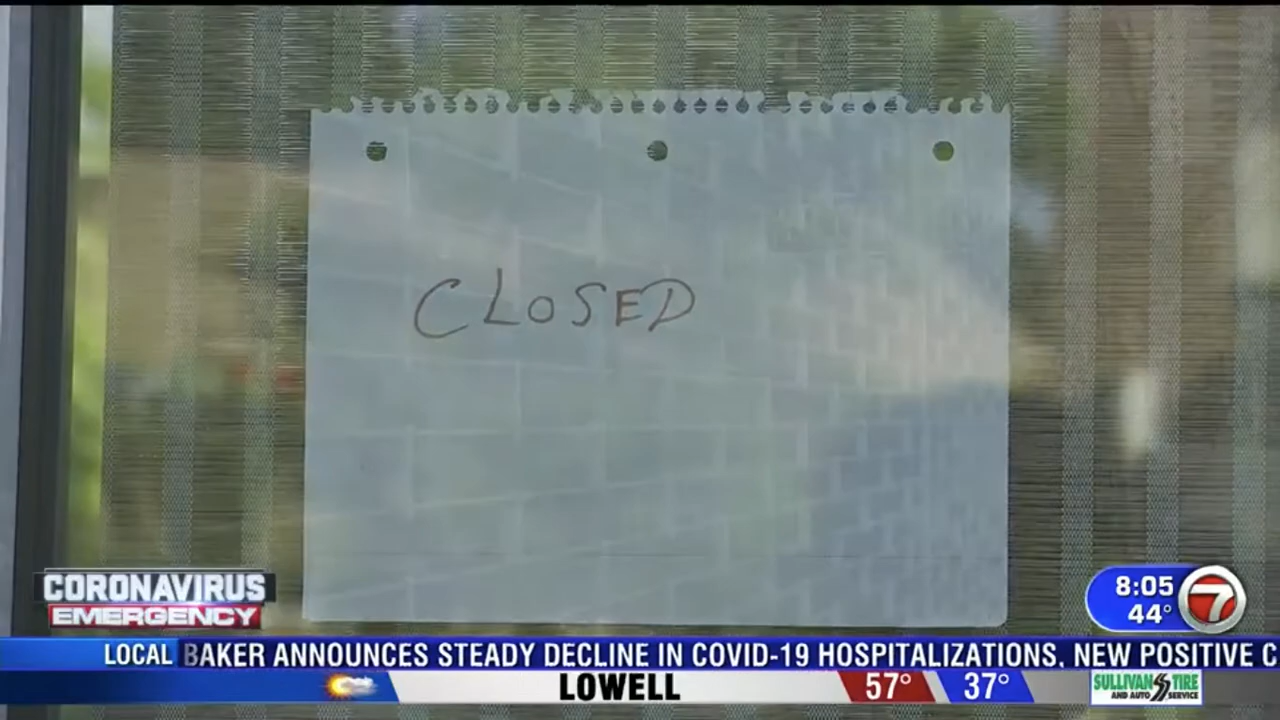 CLOSED
CORONAVIRUS
EMERGENCY
8:05
44°
7
LOCAL BAKER ANNOUNCES STEADY DECLINE IN COVID-19 HOSPITALIZATIONS, NEW POSITIVE C
LOWELL 57° 37°
SULLIVAN TIRE
AND AUTO SERVICE